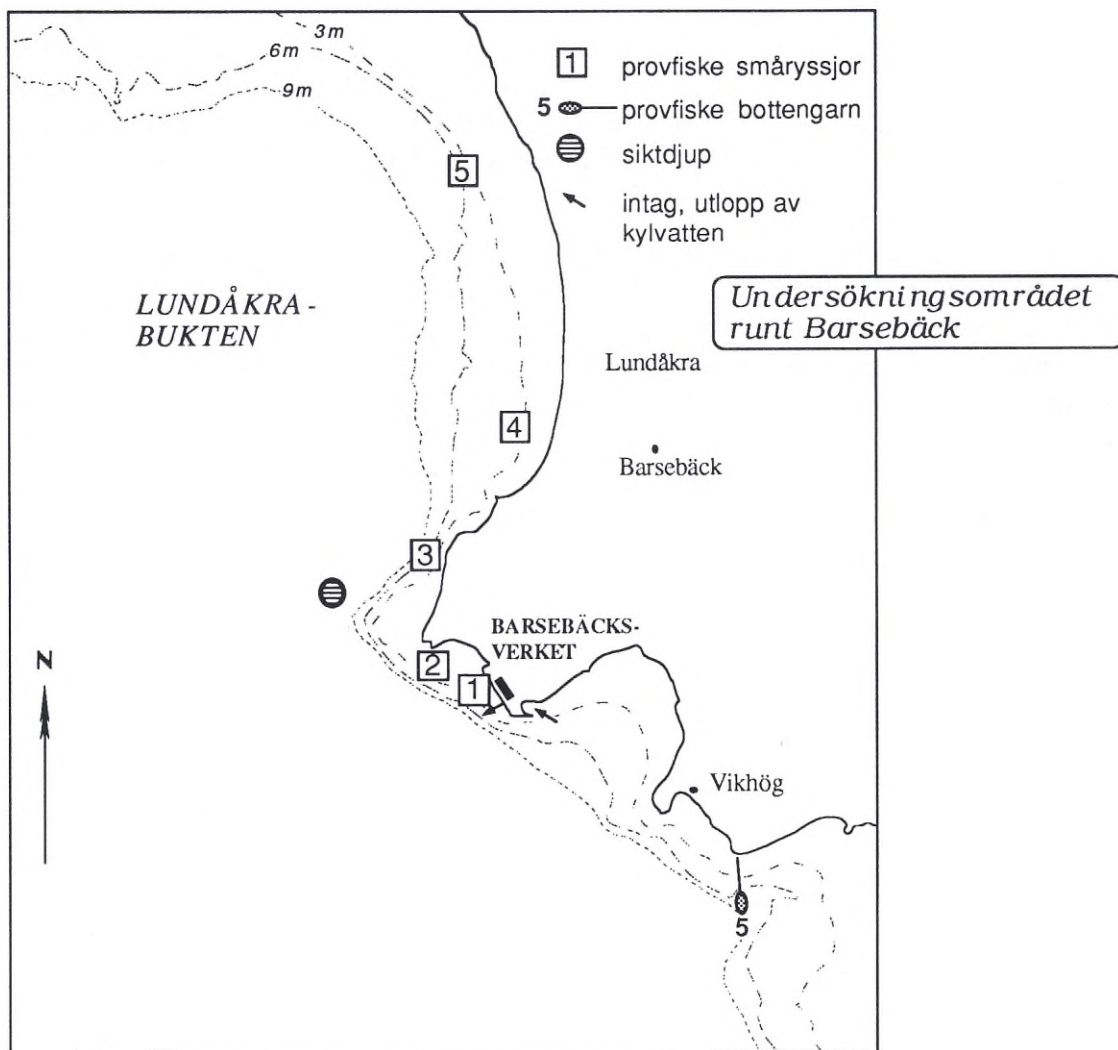 3m
6m
9m
1 provfiske småryssjor
5 provfiske bottengarn
siktdjup
intag, utlopp av
kylvatten
5
LUNDÅKRA-
BUKTEN
Undersökningsområdet
runt Barsebäck
Lundåkra
4
Barsebäck
3
BARSEBÄCKS-
VERKET
N
2
1
Vikhög
5